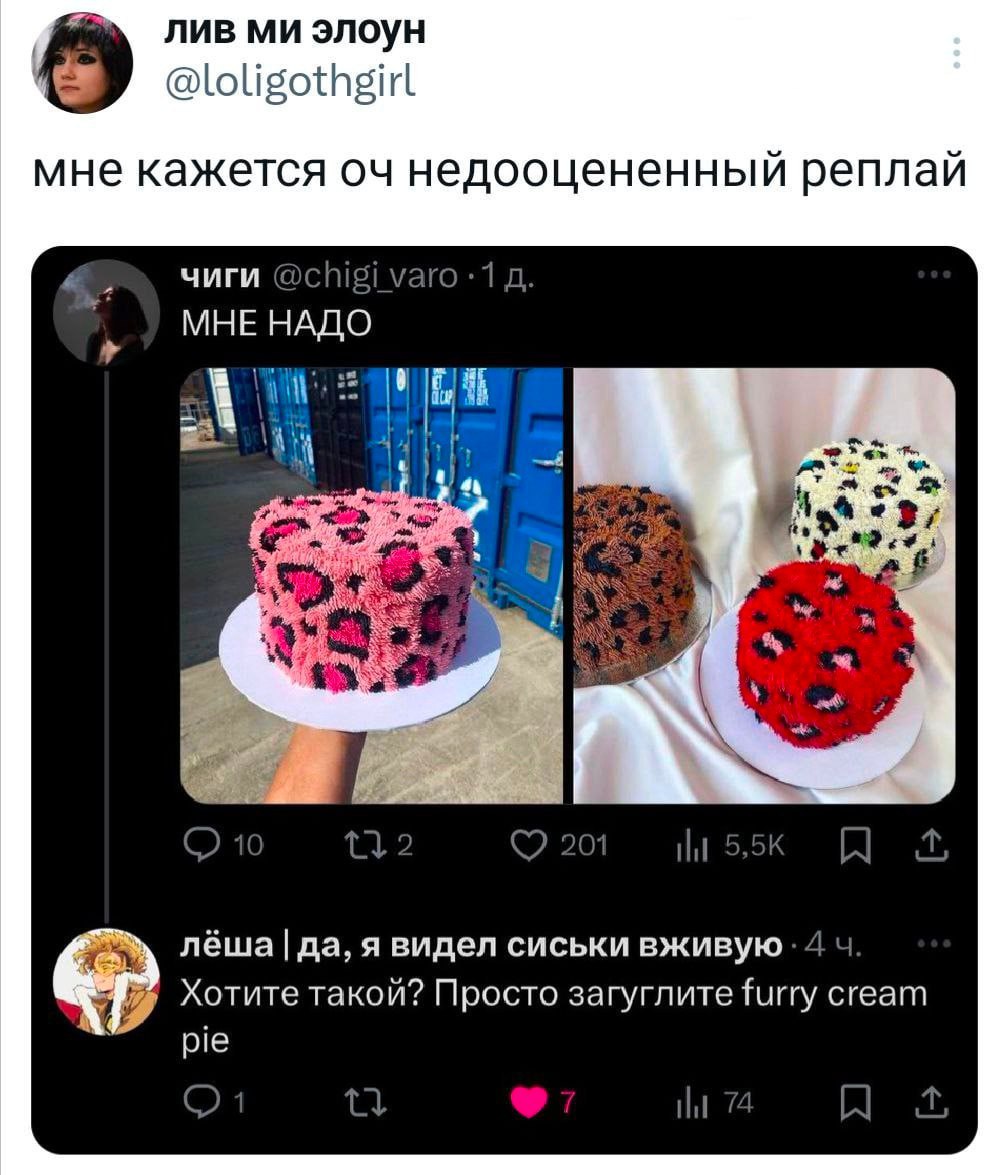 лив ми элоун
@loligothgirl
мне кажется оч недооцененный реплай
чиги @chigi_varo · 1 д.
МНЕ НАДО
10 2 201 5,5K
лёша | да, я видел сиськи вживую · 4 ч.
Хотите такой? Просто загуглите furry cream
pie
1 7 74